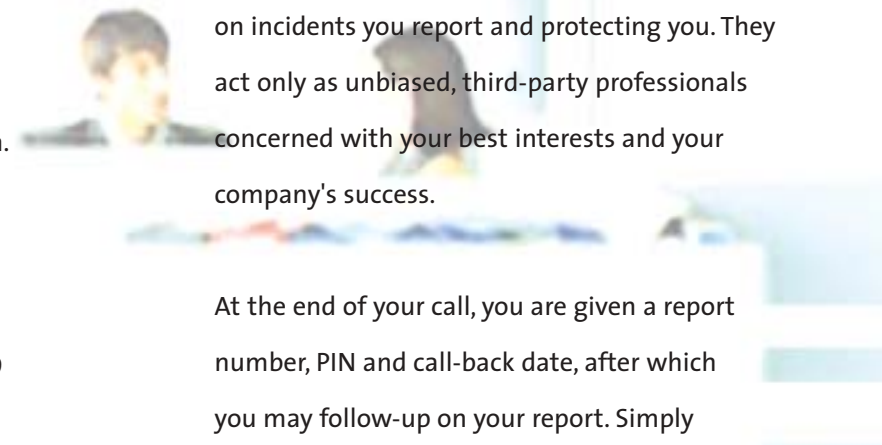 on incidents you report and protecting you. They
act only as unbiased, third-party professionals
concerned with your best interests and your
company's success.
At the end of your call, you are given a report
number, PIN and call-back date, after which
you may follow-up on your report. Simply